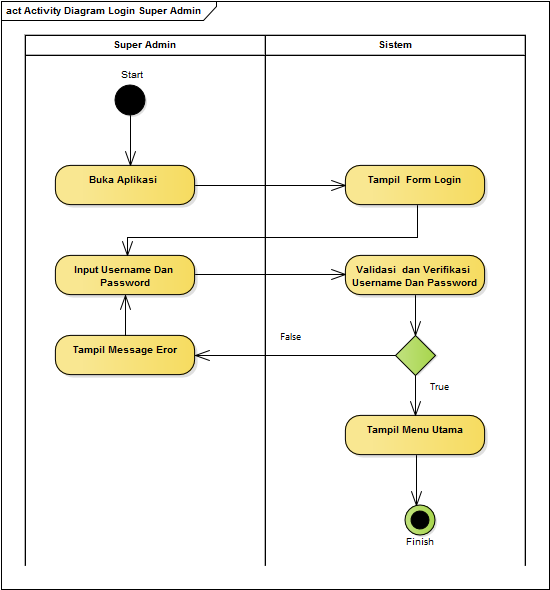 act Activity Diagram Login Super Admin
Super Admin
Sistem
Start
Buka Aplikasi
Tampil Form Login
Input Username Dan
Password
Validasi dan Verifikasi
Username Dan Password
False
Tampil Message Eror
True
Tampil Menu Utama
Finish